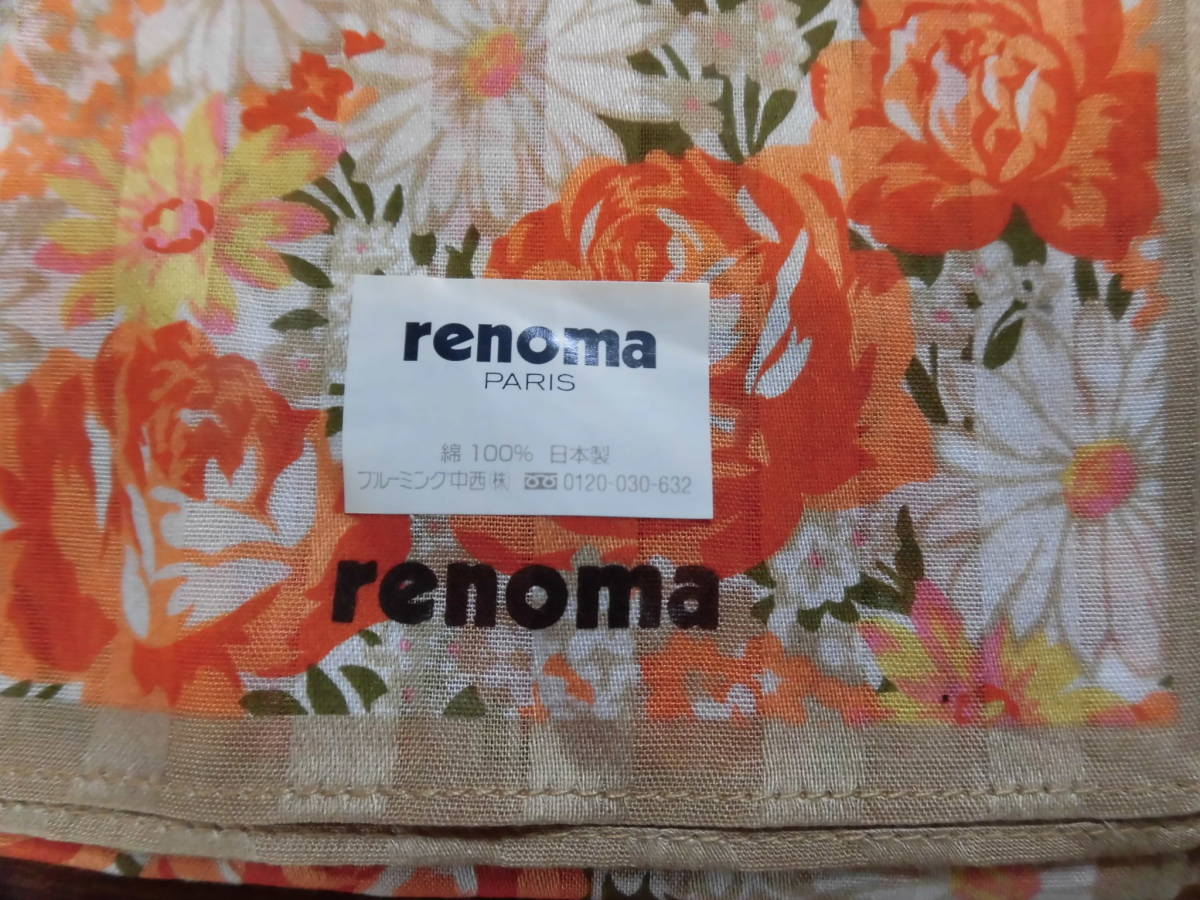 renoma
PARIS
綿 100% 日本製
ブルーミング中西㈱ 0120-030-632
renoma